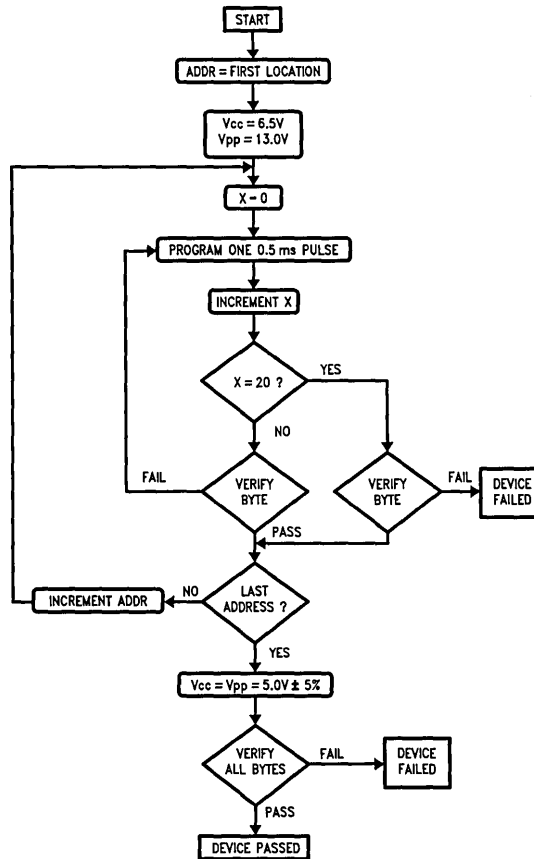 START
ADDR = FIRST LOCATION
Vcc = 6.5V
Vpp = 13.0V
X = 0
PROGRAM ONE 0.5 ms PULSE
INCREMENT X
X = 20 ?
YES
NO
VERIFY
BYTE
FAIL
VERIFY
BYTE
FAIL
DEVICE
FAILED
PASS
LAST
ADDRESS ?
NO
INCREMENT ADDR
YES
Vcc = Vpp = 5.0V ± 5%
VERIFY
ALL BYTES
FAIL
DEVICE
FAILED
PASS
DEVICE PASSED